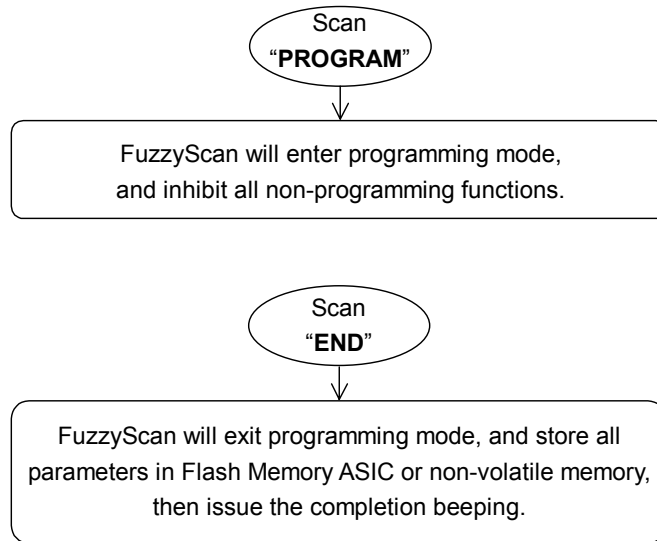 Scan
“PROGRAM”
FuzzyScan will enter programming mode,
and inhibit all non-programming functions.
Scan
“END”
FuzzyScan will exit programming mode, and store all
parameters in Flash Memory ASIC or non-volatile memory,
then issue the completion beeping.